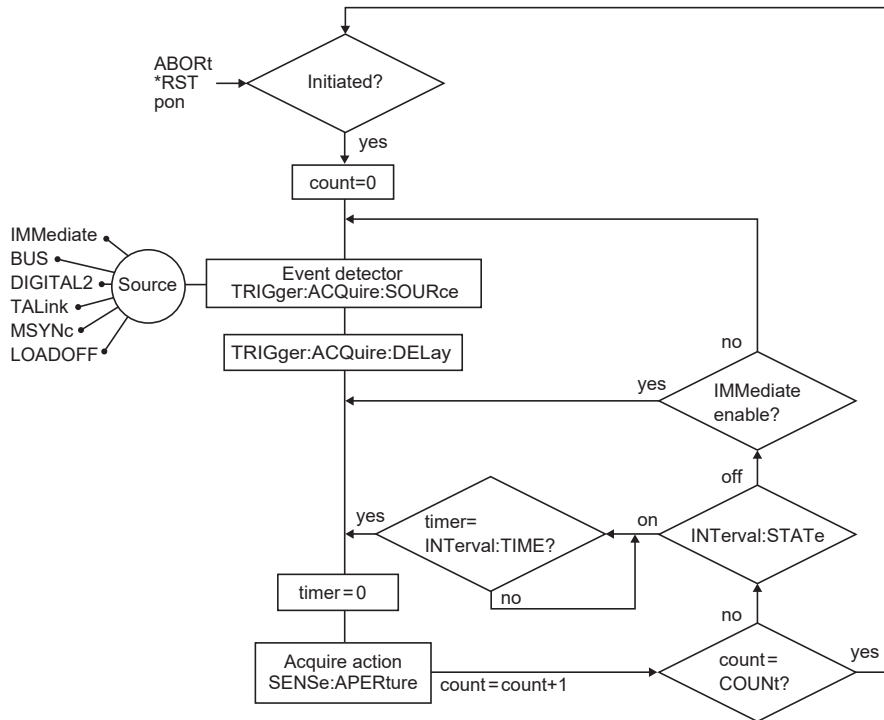 ABORt
*RST
pon
Initiated?
yes
count=0
IMMediate
BUS
DIGITAL2
TALink
MSYNc
LOADOFF
Source
Event detector
TRIGger:ACQuire:SOURce
TRIGger:ACQuire:DELay
no
yes
IMMediate
enable?
off
yes
timer=
INTerval:TIME?
on
INTerval:STATe
no
timer=0
no
Acquire action
SENSe:APERture
count=count+1
count=
COUNt?
yes